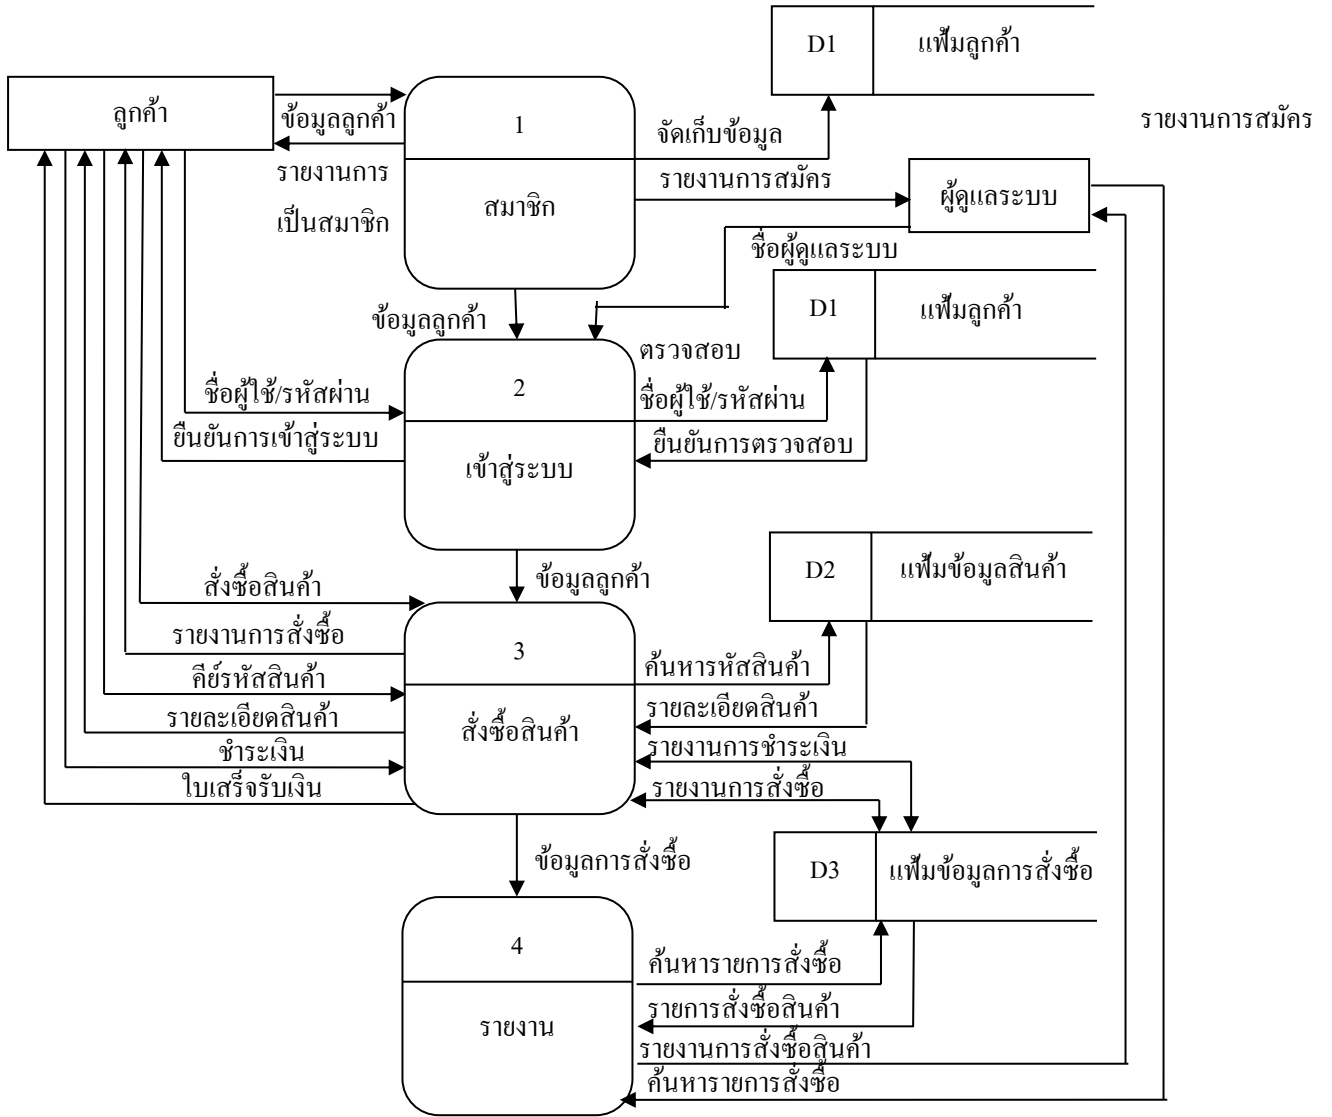 D1 แฟ้มลูกค้า
ลูกค้า
ข้อมูลลูกค้า
1
จัดเก็บข้อมูล
รายงานการสมัคร
รายงานการ
เป็นสมาชิก
สมาชิก
รายงานการสมัคร
ผู้ดูแลระบบ
ชื่อผู้ดูแลระบบ
D1 แฟ้มลูกค้า
ข้อมูลลูกค้า
ตรวจสอบ
2
ชื่อผู้ใช้/รหัสผ่าน
ชื่อผู้ใช้/รหัสผ่าน
ยืนยันการเข้าสู่ระบบ
ยืนยันการตรวจสอบ
เข้าสู่ระบบ
ข้อมูลลูกค้า
D2 แฟ้มข้อมูลสินค้า
สั่งซื้อสินค้า
รายงานการสั่งซื้อ
3
ค้นหารหัสสินค้า
คีย์รหัสสินค้า
รายละเอียดสินค้า
รายละเอียดสินค้า
สั่งซื้อสินค้า
ชำระเงิน
รายงานการชำระเงิน
ใบเสร็จรับเงิน
รายงานการสั่งซื้อ
ข้อมูลการสั่งซื้อ
D3 แฟ้มข้อมูลการสั่งซื้อ
4
ค้นหารายการสั่งซื้อ
รายการสั่งซื้อสินค้า
รายงาน
รายงานการสั่งซื้อสินค้า
ค้นหารายการสั่งซื้อ